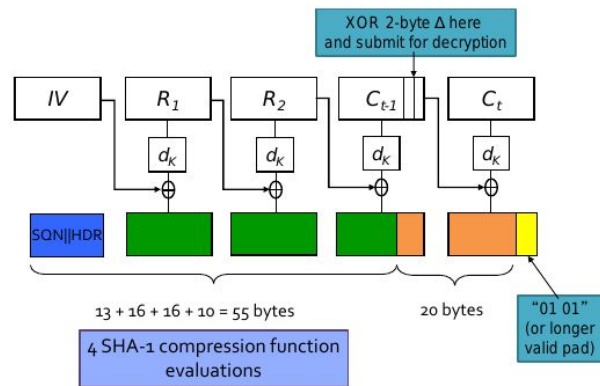 XOR 2-byte Δ here
and submit for decryption
IV
R1
R2
Ct-1
Ct
dK
dK
dK
dK
SQN||HDR
13 + 16 + 16 + 10 = 55 bytes
20 bytes
4 SHA-1 compression function
evaluations
“01 01”
(or longer
valid pad)